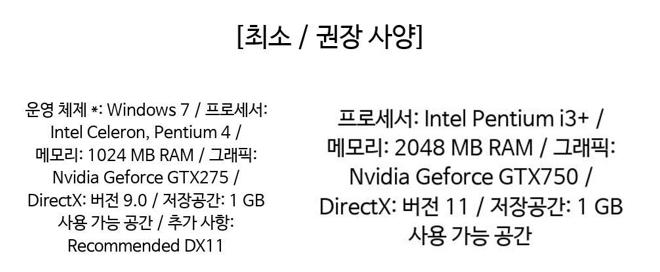 [최소 / 권장 사양]
운영 체제 *: Windows 7 / 프로세서:
Intel Celeron, Pentium 4 /
메모리: 1024 MB RAM / 그래픽:
Nvidia Geforce GTX275 /
DirectX: 버전 9.0 / 저장공간: 1 GB
사용 가능 공간 / 추가 사항:
Recommended DX11
프로세서: Intel Pentium i3+ /
메모리: 2048 MB RAM / 그래픽:
Nvidia Geforce GTX750 /
DirectX: 버전 11 / 저장공간: 1 GB
사용 가능 공간